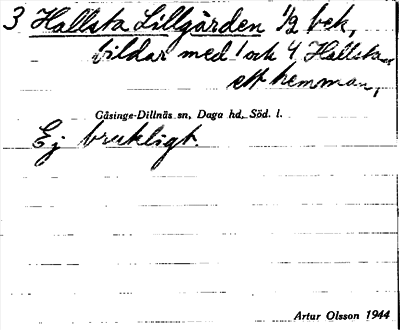 3 Hallsta Lillgården 1/2 bek,
bildar med 1 och 4 Hallsta
ett hemman,
Gåsinge-Dillnäs sn, Daga hd, Söd. l.
Ej brukligt.
Artur Olsson 1944